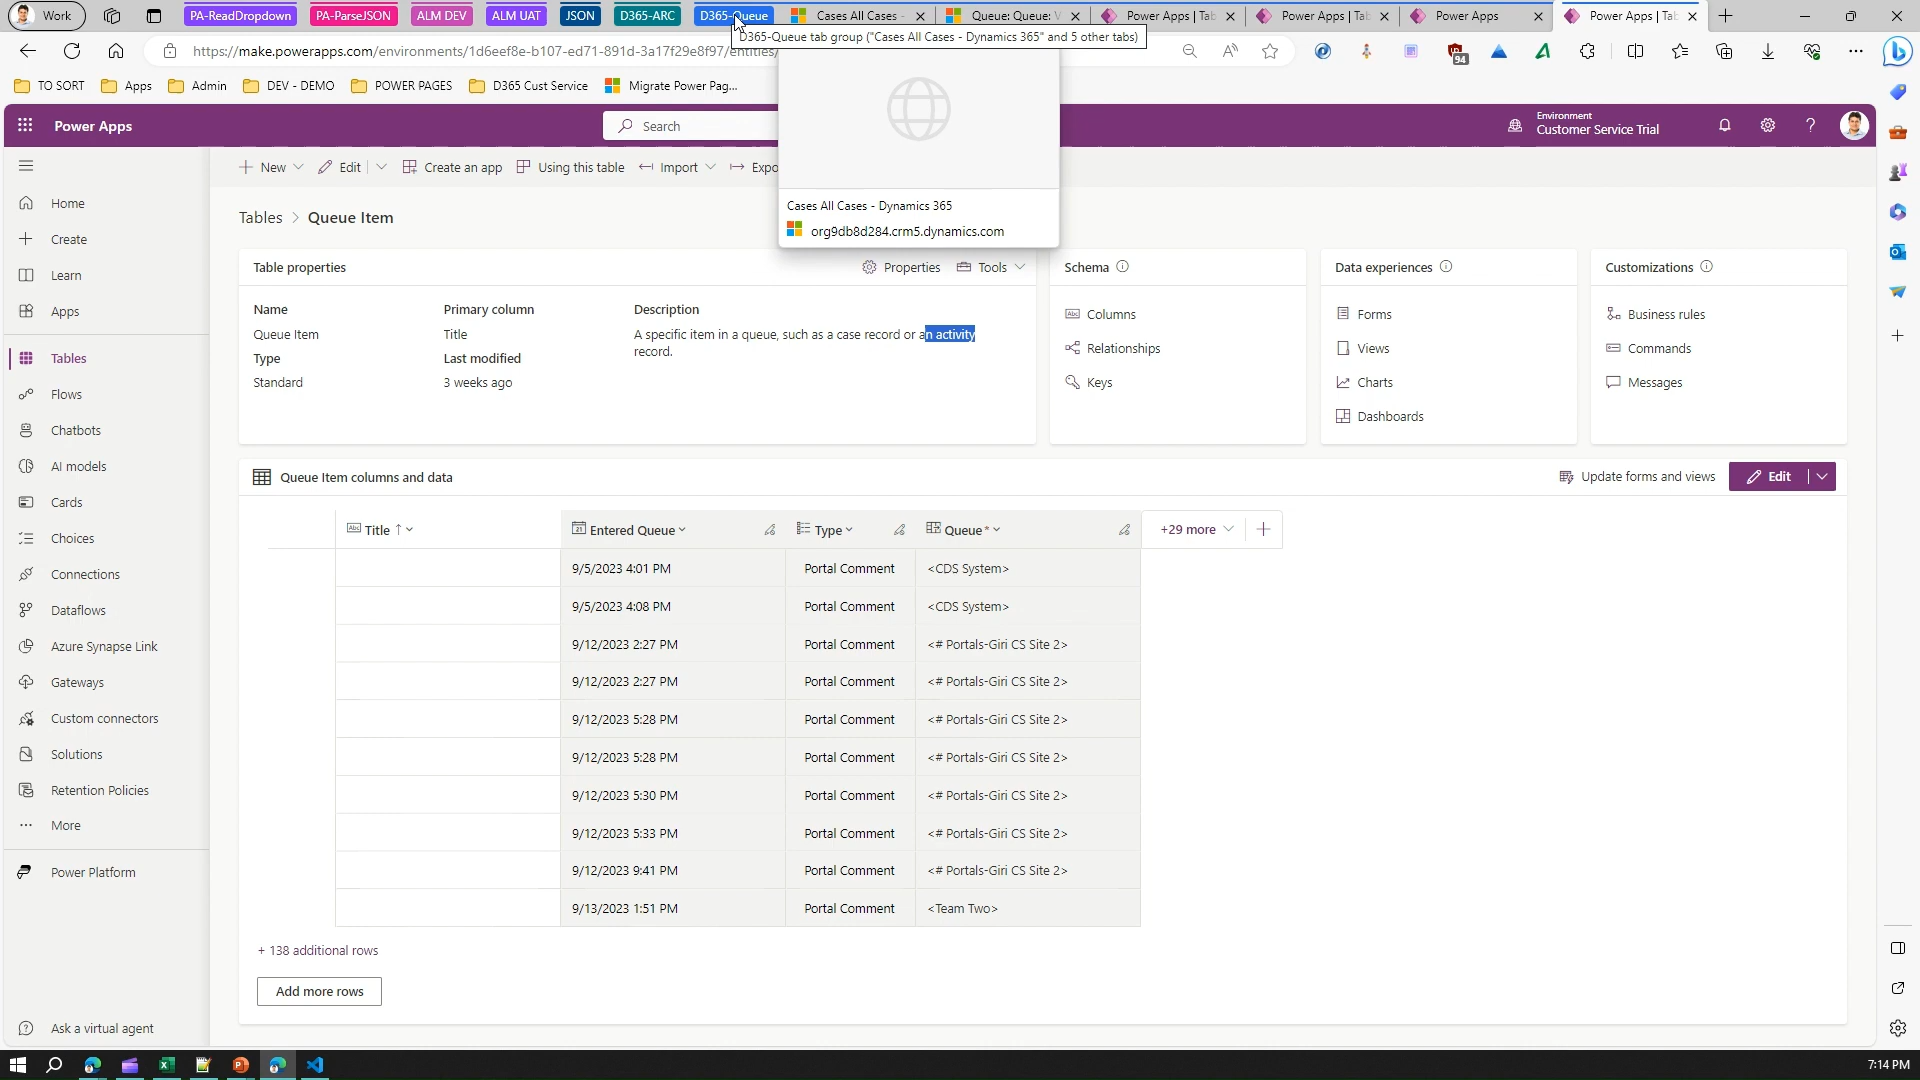 Work
PA-ReadDropdown
PA-ParseJSON
ALM DEV
ALM UAT
JSON
D365-ARC
D365-Queue
Cases All Cases -
Queue: Queue:
Power Apps | Tab
Power Apps | Tab
Power Apps
Power Apps | Tab
D365-Queue tab group ("Cases All Cases - Dynamics 365" and 5 other tabs)
https://make.powerapps.com/environments/1d6eef8e-b107-ed71-891d-3a17f29e8f97/entities/
94
TO SORT
Apps
Admin
DEV - DEMO
POWER PAGES
D365 Cust Service
Migrate Power Pag...
Power Apps
Search
Environment
Customer Service Trial
Cases All Cases - Dynamics 365
org9db8d284.crm5.dynamics.com
New
Edit
Create an app
Using this table
Import
Expo
Home
Create
Learn
Apps
Tables
Flows
Chatbots
AI models
Cards
Choices
Connections
Dataflows
Azure Synapse Link
Gateways
Custom connectors
Solutions
Retention Policies
More
Power Platform
Ask a virtual agent
Tables > Queue Item
Table properties
Properties
Tools
Name
Queue Item
Type
Standard
Primary column
Title
Last modified
3 weeks ago
Description
A specific item in a queue, such as a case record or an activity
record.
Schema
Columns
Relationships
Keys
Data experiences
Forms
Views
Charts
Dashboards
Customizations
Business rules
Commands
Messages
Queue Item columns and data
Update forms and views
Edit
Title ↑
Entered Queue
Type
Queue *
+29 more
9/5/2023 4:01 PM Portal Comment <CDS System>
9/5/2023 4:08 PM Portal Comment <CDS System>
9/12/2023 2:27 PM Portal Comment <# Portals-Giri CS Site 2>
9/12/2023 2:27 PM Portal Comment <# Portals-Giri CS Site 2>
9/12/2023 5:28 PM Portal Comment <# Portals-Giri CS Site 2>
9/12/2023 5:28 PM Portal Comment <# Portals-Giri CS Site 2>
9/12/2023 5:30 PM Portal Comment <# Portals-Giri CS Site 2>
9/12/2023 5:33 PM Portal Comment <# Portals-Giri CS Site 2>
9/12/2023 9:41 PM Portal Comment <# Portals-Giri CS Site 2>
9/13/2023 1:51 PM Portal Comment <Team Two>
+ 138 additional rows
Add more rows
7:14 PM